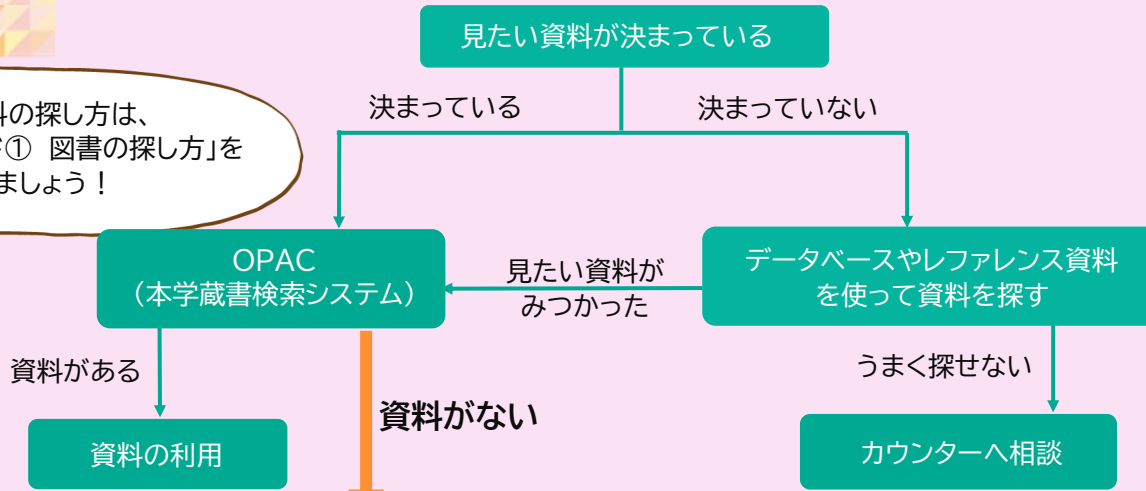 見たい資料が決まっている
決まっている
決まっていない
の探し方は、
① 図書の探し方」を
ましょう！
OPAC
（本学蔵書検索システム）
見たい資料が
みつかった
データベースやレファレンス資料
を使って資料を探す
資料がある
資料がない
うまく探せない
資料の利用
カウンターへ相談